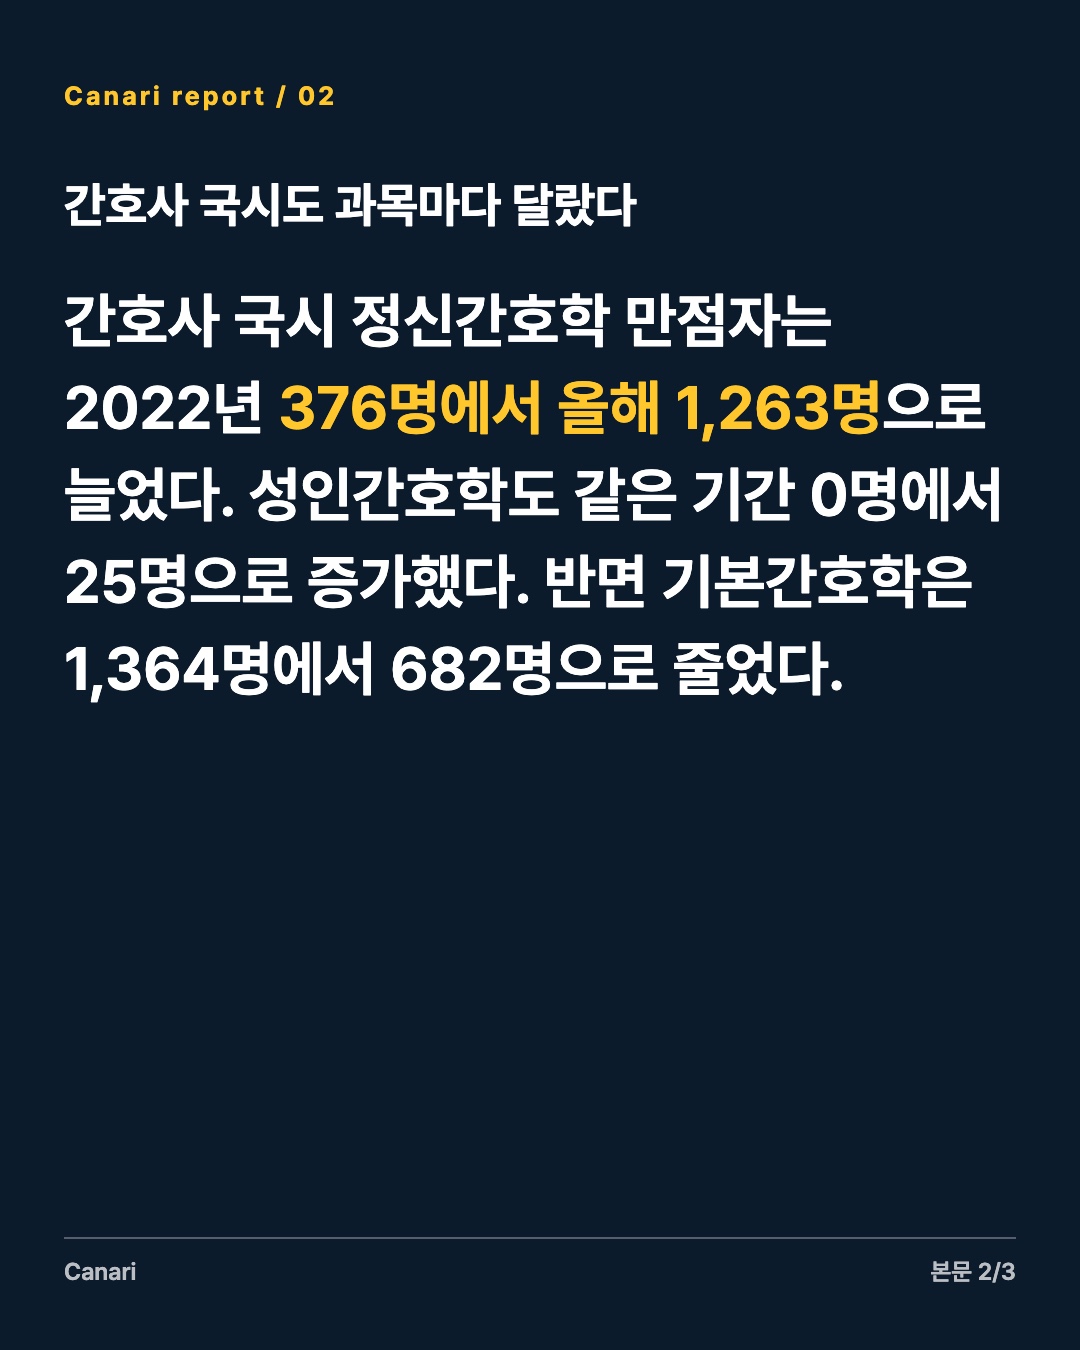 Canari report / 02
간호사 국시도 과목마다 달랐다
간호사 국시 정신간호학 만점자는
2022년 376명에서 올해 1,263명으로
늘었다. 성인간호학도 같은 기간 0명에서
25명으로 증가했다. 반면 기본간호학은
1,364명에서 682명으로 줄었다.
Canari
본문 2/3